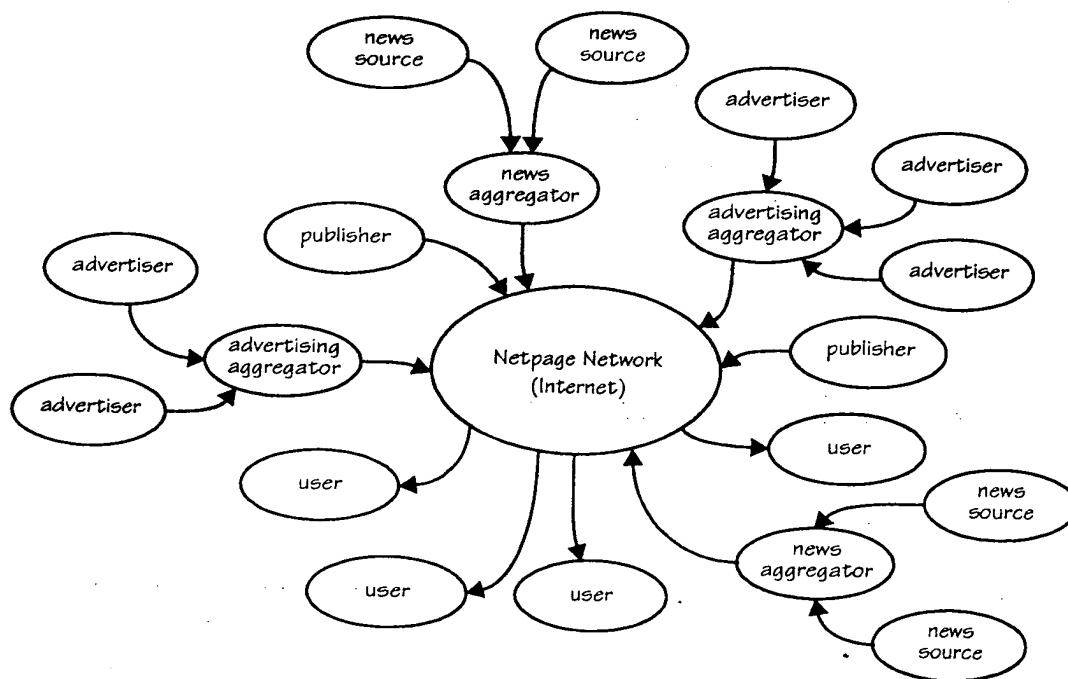 news
source
news
source
advertiser
advertiser
news
aggregator
advertising
aggregator
publisher
advertiser
advertiser
advertising
aggregator
Netpage Network
(Internet)
publisher
advertiser
user
user
news
source
news
aggregator
user
user
news
source